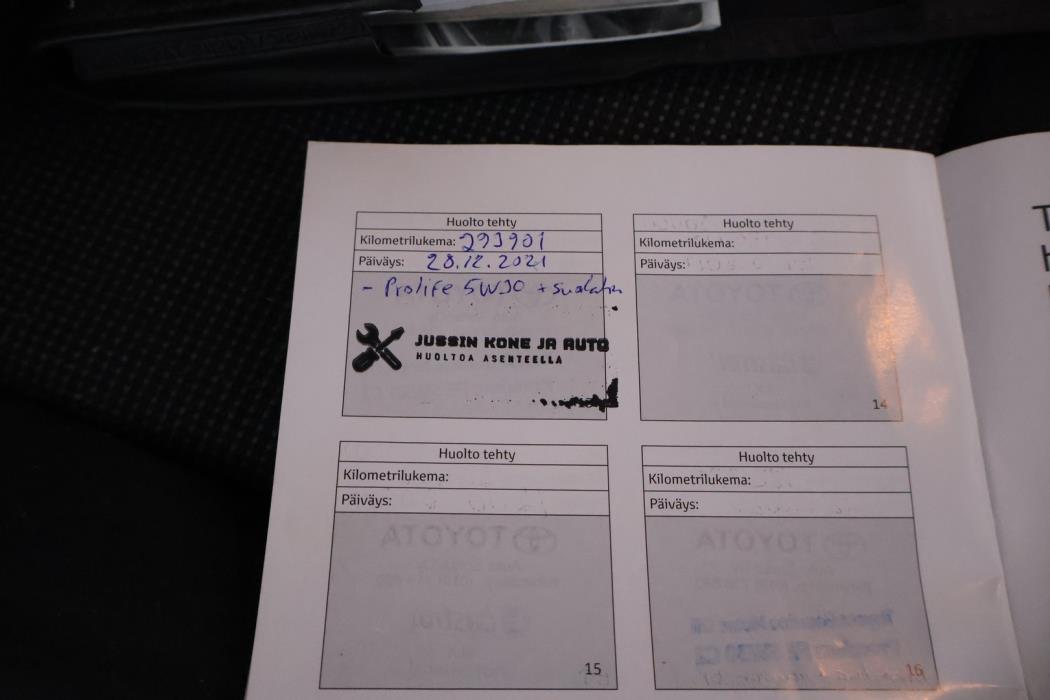 Huolto tehty
Kilometrilukema: 293901
Päiväys: 28.12.2021
- Prolife 5W30 + suodatin
JUSSIN KONE JA AUTO
HUOLTOA ASENTEELLA
Huolto tehty
Kilometrilukema:
Päiväys:
14
Huolto tehty
Kilometrilukema:
Päiväys:
TOYOTA
15
Huolto tehty
Kilometrilukema:
Päiväys:
TOYOTA
16